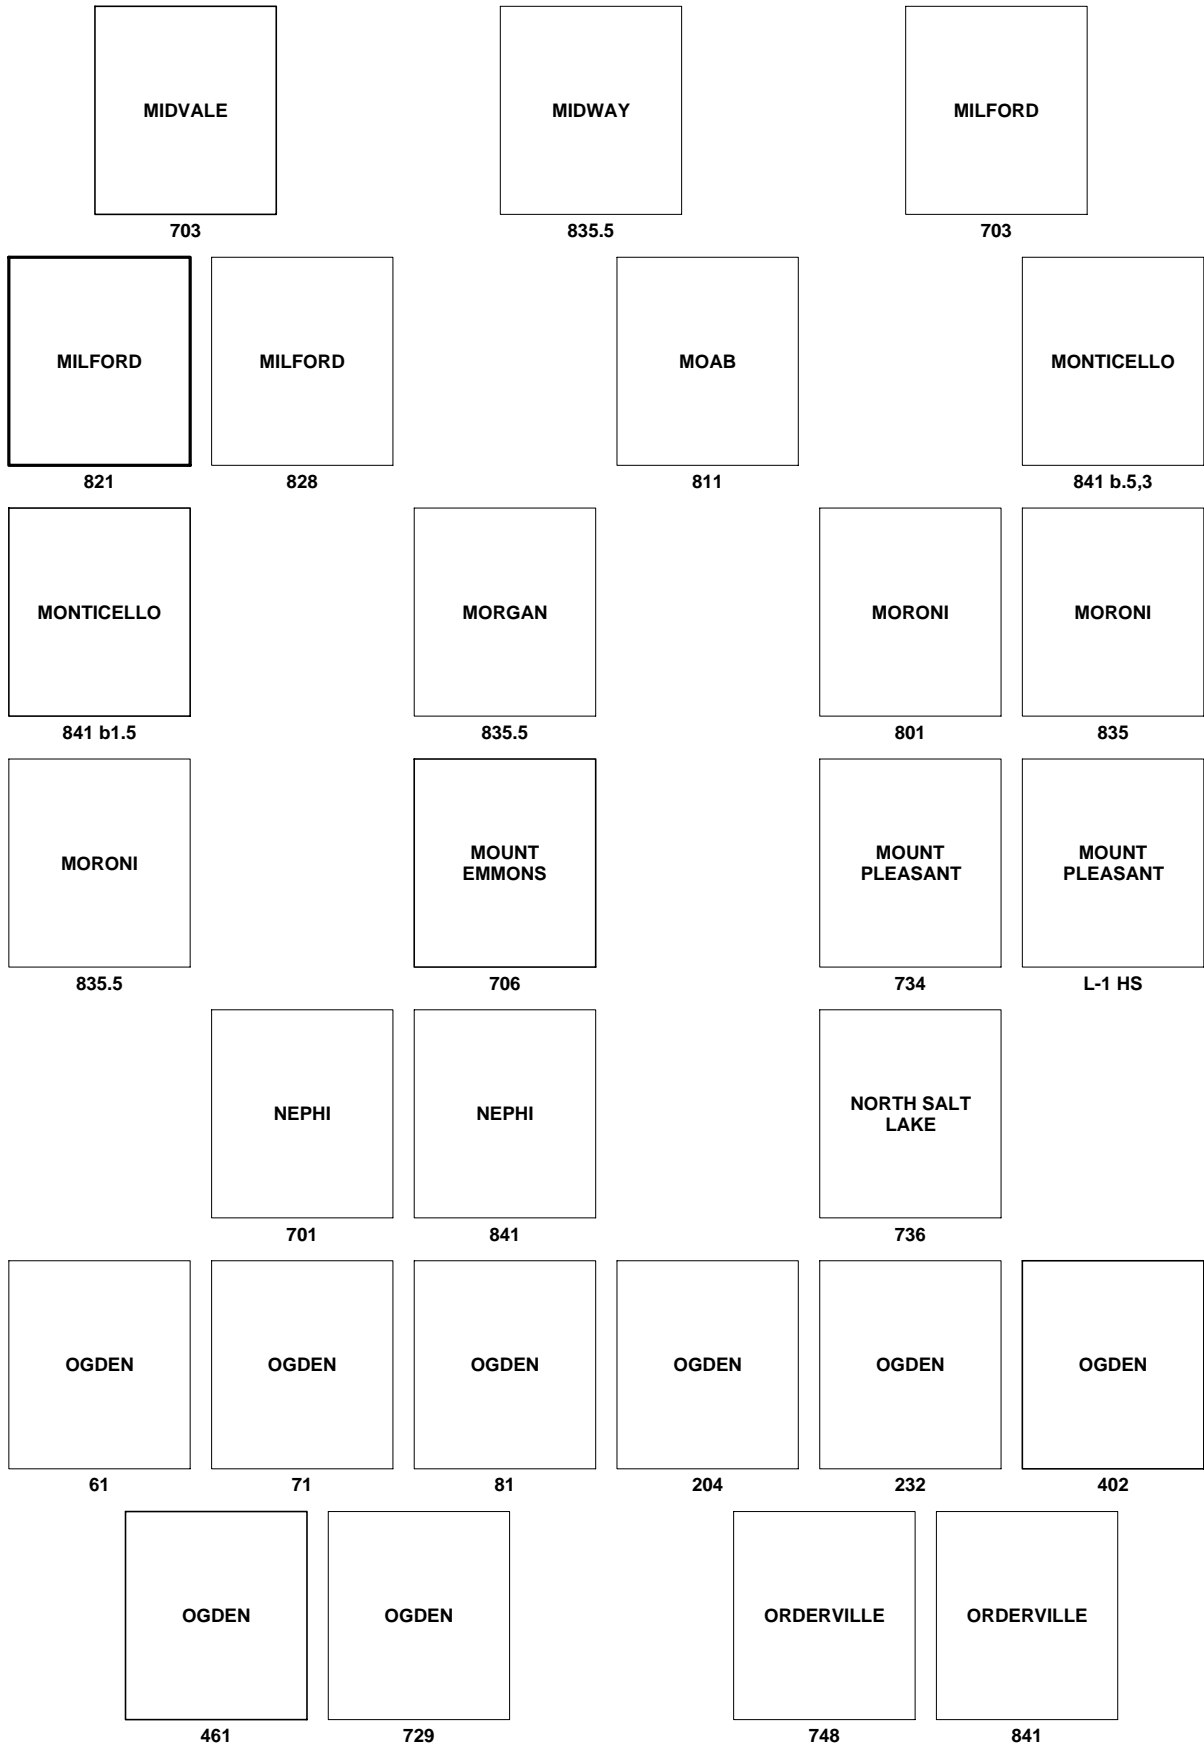 MIDVALE
703
MIDWAY
835.5
MILFORD
703
MILFORD
821
MILFORD
828
MOAB
811
MONTICELLO
841 b.5,3
MONTICELLO
841 b1.5
MORGAN
835.5
MORONI
801
MORONI
835
MORONI
835.5
MOUNT
EMMONS
706
MOUNT
PLEASANT
734
MOUNT
PLEASANT
L-1 HS
NEPHI
701
NEPHI
841
NORTH SALT
LAKE
736
OGDEN
61
OGDEN
71
OGDEN
81
OGDEN
204
OGDEN
232
OGDEN
402
OGDEN
461
OGDEN
729
ORDERVILLE
748
ORDERVILLE
841